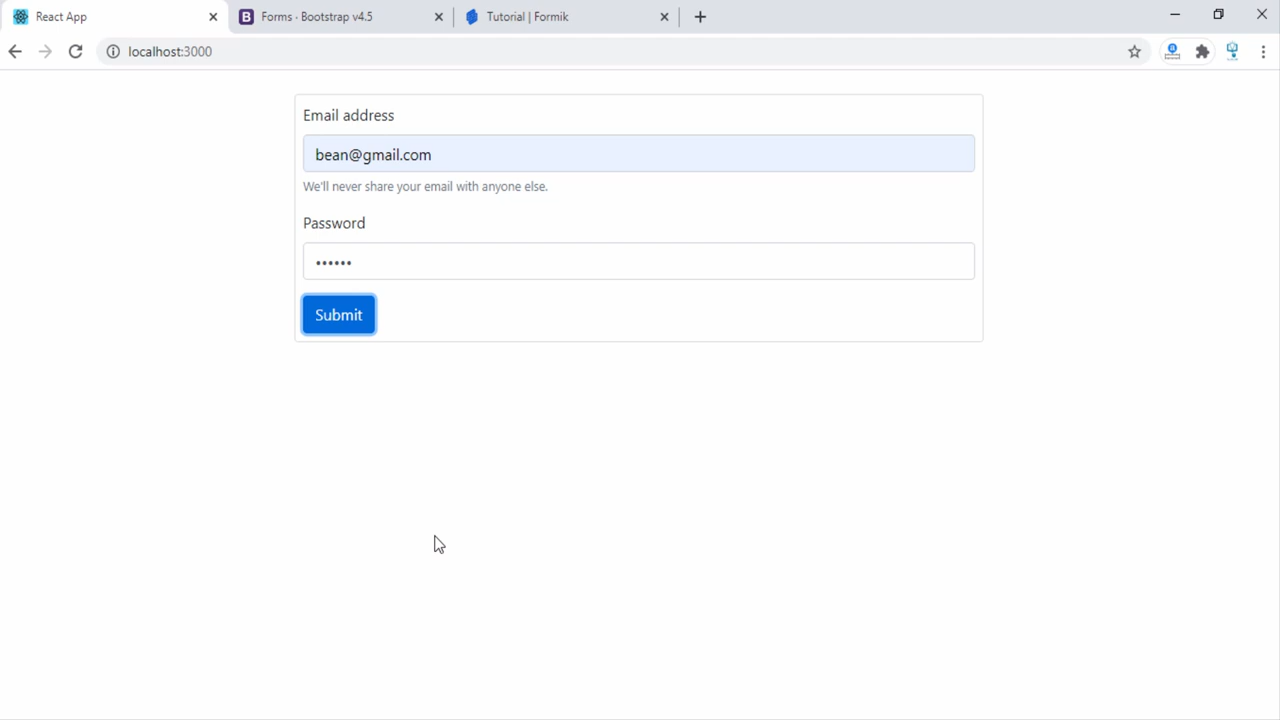 React App
Forms · Bootstrap v4.5
Tutorial | Formik
localhost:3000
Email address
bean@gmail.com
We'll never share your email with anyone else.
Password
••••••
Submit